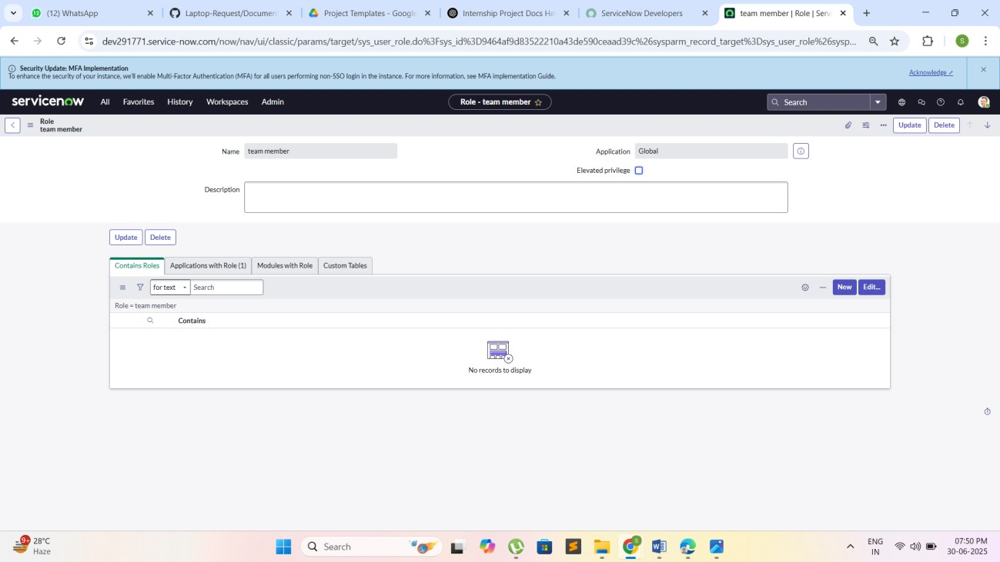 (12) WhatsApp
Laptop-Request/Documen
Project Templates - Google
Internship Project Docs He
ServiceNow Developers
team member | Role | Serv
dev291771.service-now.com/now/nav/ui/classic/params/target/sys_user_role.do%3Fsys_id%3D9464af9d83522210a43de590ceaad39c%26sysparm_record_target%3Dsys_user_role%26sysp...
S
Security Update: MFA Implementation
To enhance the security of your instance, we'll enable Multi-Factor Authentication (MFA) for all users performing non-SSO login in the instance. For more information, see MFA implementation Guide.
Acknowledge
servicenow All Favorites History Workspaces Admin Role - team member Search
Role
team member
Update Delete
Name team member Application Global
Elevated privilege
Description
Update Delete
Contains Roles Applications with Role (1) Modules with Role Custom Tables
for text Search New Edit...
Role = team member
Contains
No records to display
9+ 28°C
Haze
Search
ENG
IN
07:50 PM
30-06-2025